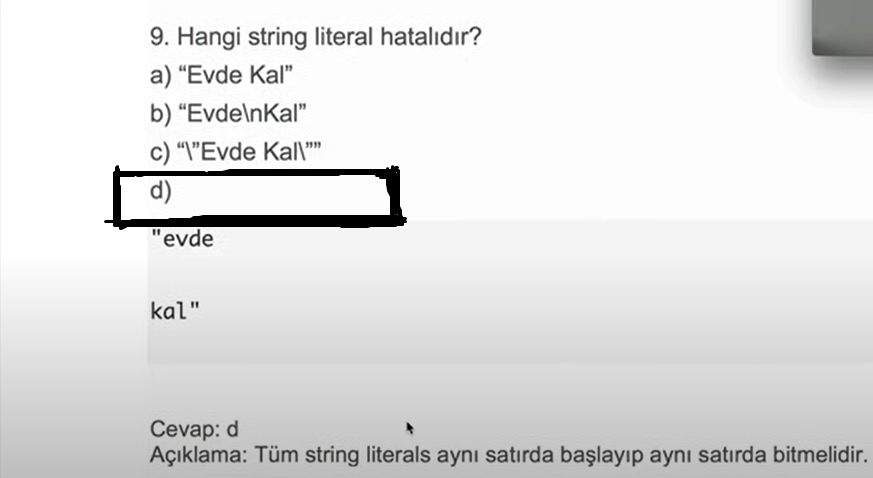 9. Hangi string literal hatalıdır?
a) “Evde Kal”
b) “Evde\nKal”
c) “\”Evde Kal\””
d)
"evde
kal"
Cevap: d
Açıklama: Tüm string literals aynı satırda başlayıp aynı satırda bitmelidir.